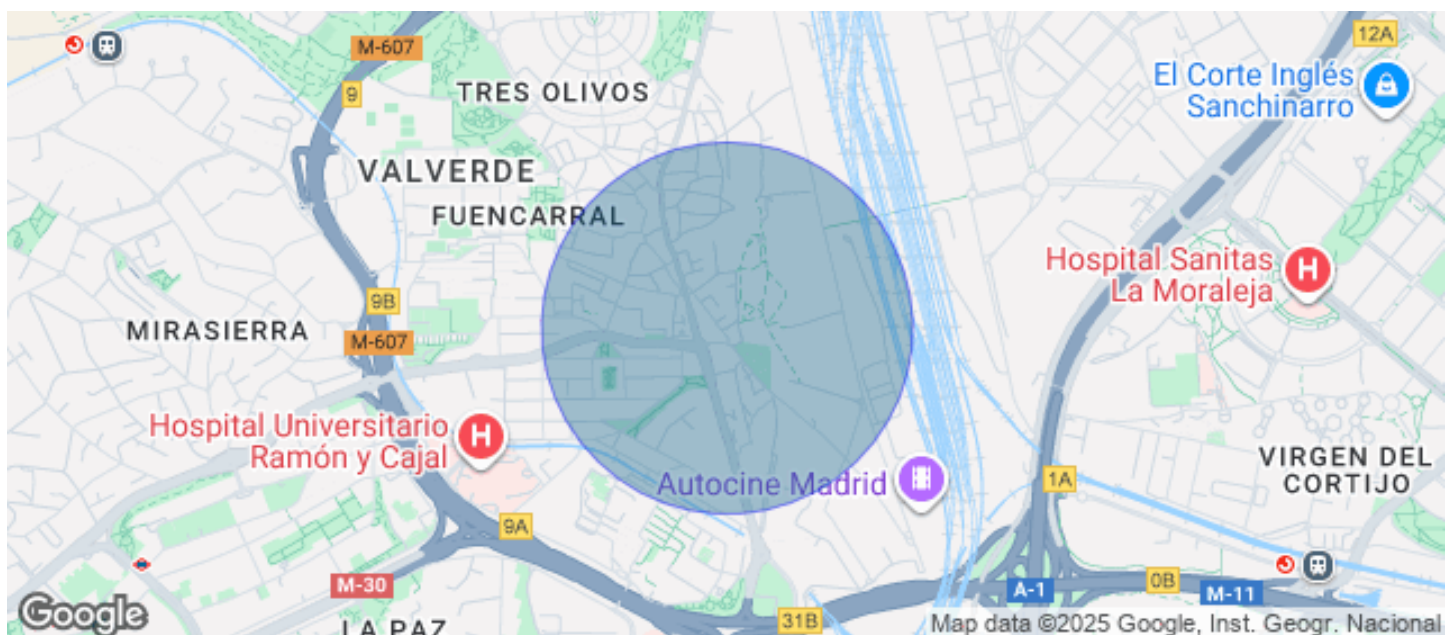 M-607
12A
9
TRES OLIVOS
El Corte Inglés
Sanchinarro
VALVERDE
FUENCARRAL
Hospital Sanitas
La Moraleja
9B
MIRASIERRA
M-607
Hospital Universitario
Ramón y Cajal
H
H
Autocine Madrid
VIRGEN DEL
CORTIJO
1A
9A
M-30
A-1
0B
M-11
31B
LA PAZ
Google
Map data ©2025 Google, Inst. Geogr. Nacional